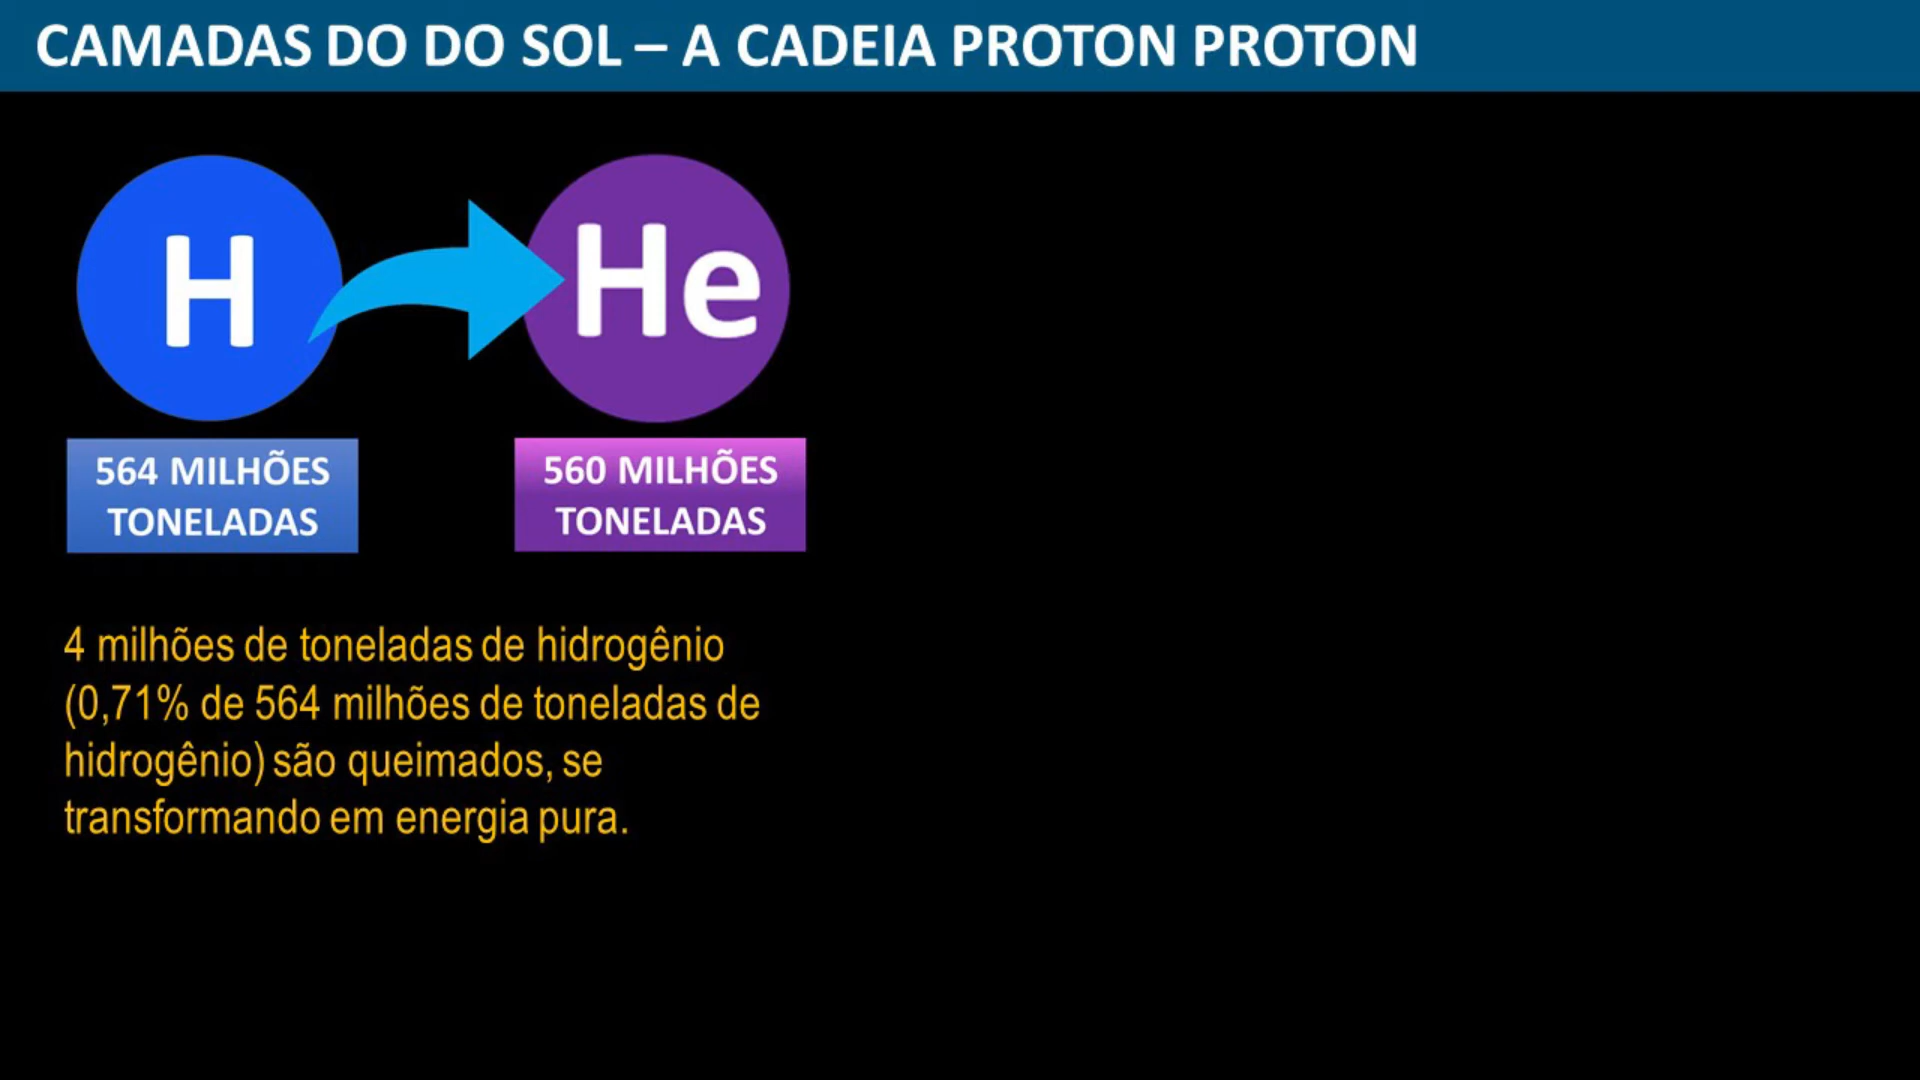 CAMADAS DO DO SOL – A CADEIA PROTON PROTON
H
He
564 MILHÕES
TONELADAS
560 MILHÕES
TONELADAS
4 milhões de toneladas de hidrogênio
(0,71% de 564 milhões de toneladas de
hidrogênio) são queimados, se
transformando em energia pura.